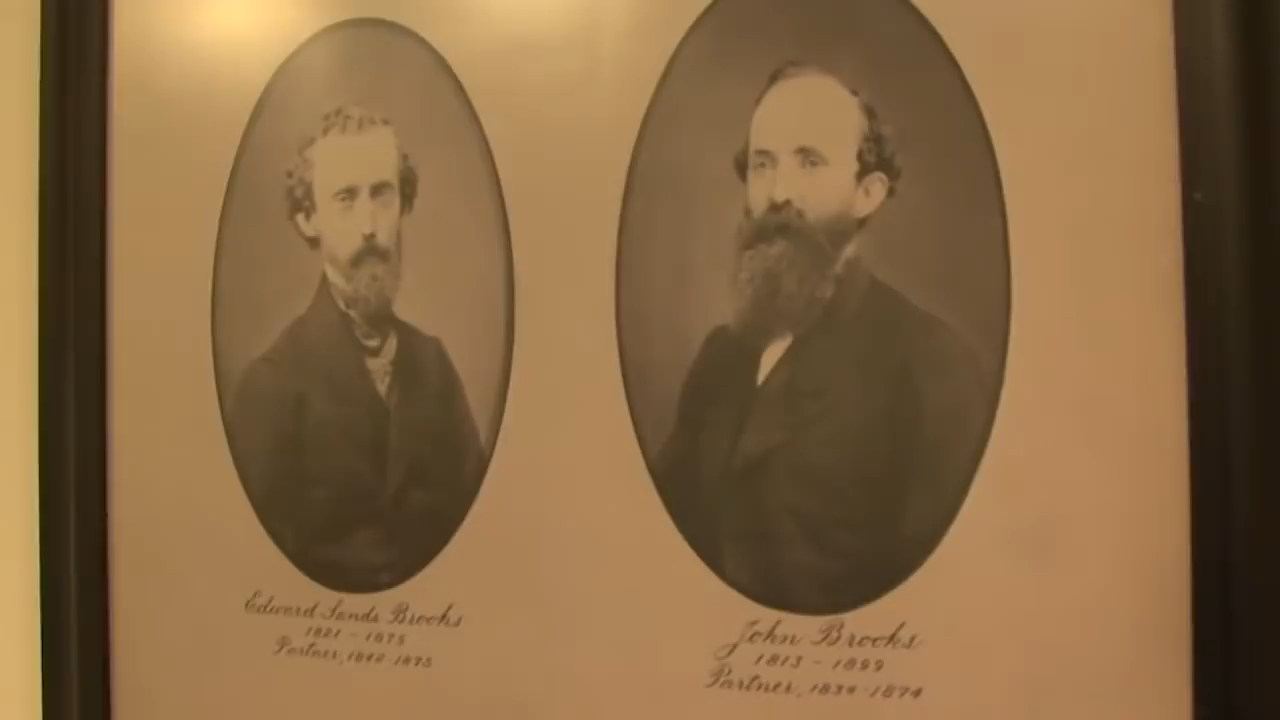 Edward Sands Brooks
1821 - 1875
Partner, 1842-1875
John Brooks
1813 - 1899
Partner, 1834-1874